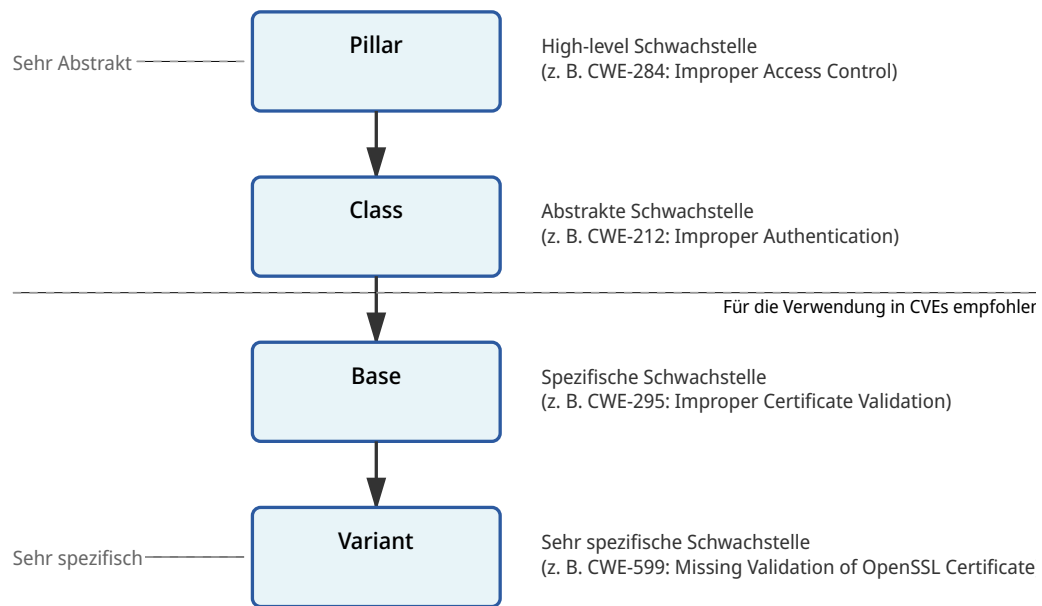 Pillar
High-level Schwachstelle
Sehr Abstrakt
(z. B. CWE-284: Improper Access Control)
Class
Abstrakte Schwachstelle
(z. B. CWE-212: Improper Authentication)
Für die Verwendung in CVEs empfohlen
Base
Spezifische Schwachstelle
(z. B. CWE-295: Improper Certificate Validation)
Variant
Sehr spezifische Schwachstelle
Sehr spezifisch
(z. B. CWE-599: Missing Validation of OpenSSL Certificate